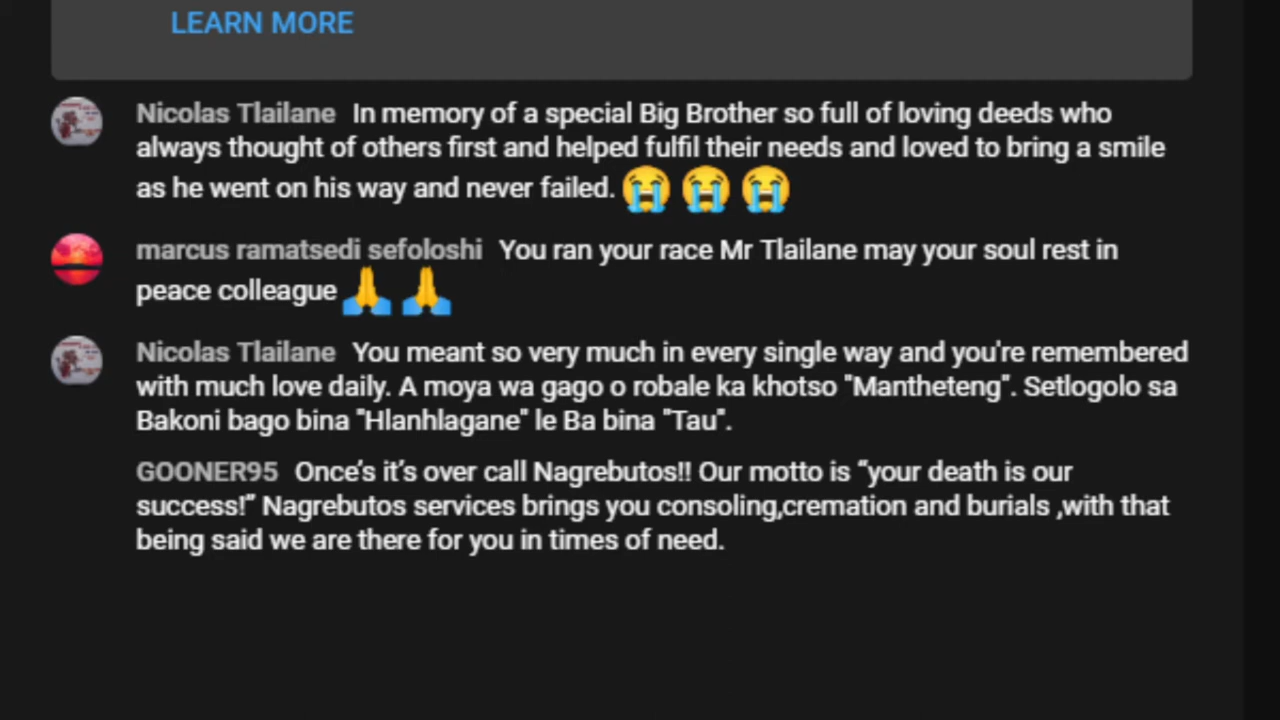 LEARN MORE
Nicolas Tlailane In memory of a special Big Brother so full of loving deeds who
always thought of others first and helped fulfil their needs and loved to bring a smile
as he went on his way and never failed. 😭 😭 😭
marcus ramatsedi sefoloshi You ran your race Mr Tlailane may your soul rest in
peace colleague 🙏 🙏
Nicolas Tlailane You meant so very much in every single way and you're remembered
with much love daily. A moya wa gago o robale ka khotso "Mantheteng". Setlogolo sa
Bakoni bago bina "Hlanhlagane" le Ba bina "Tau".
GOONER95 Once’s it’s over call Nagrebutos!! Our motto is “your death is our
success!” Nagrebutos services brings you consoling,cremation and burials ,with that
being said we are there for you in times of need.